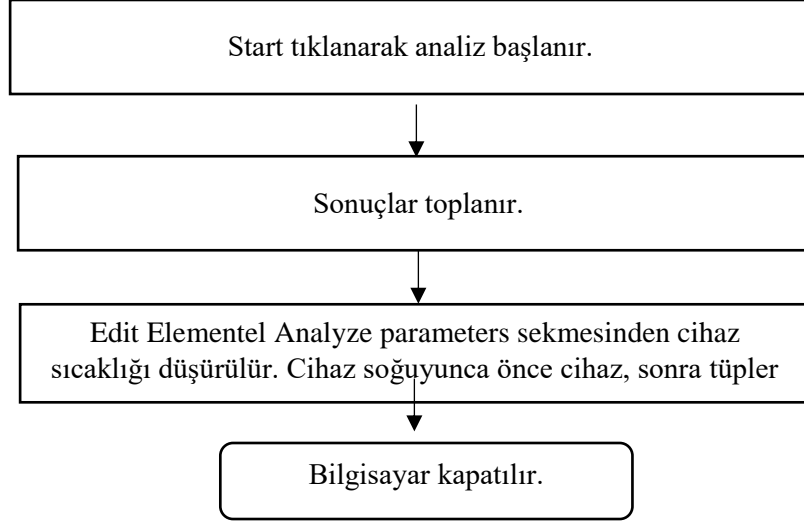 Start tıklanarak analiz başlanır.
Sonuçlar toplanır.
Edit Elementel Analyze parameters sekmesinden cihaz
sıcaklığı düşürülür. Cihaz soğuyunca önce cihaz, sonra tüpler
Bilgisayar kapatılır.